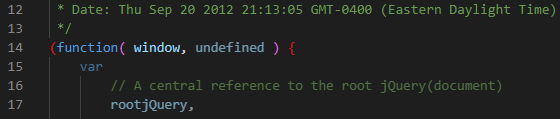 12 * Date: Thu Sep 20 2012 21:13:05 GMT-0400 (Eastern Daylight Time)
13 */
14 (function( window, undefined ) {
15 var
16 // A central reference to the root jQuery(document)
17 rootjQuery,